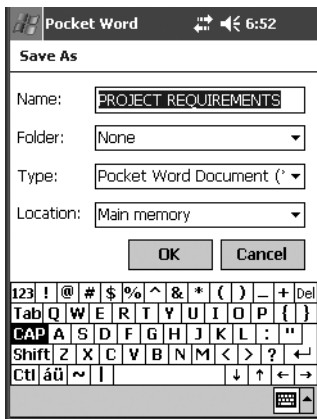 Pocket Word 6:52
Save As
Name: PROJECT REQUIREMENTS
Folder: None
Type: Pocket Word Document (*
Location: Main memory
OK Cancel
123 ! @ # $ % ^ & * ( ) _ + Del
Tab Q W E R T Y U I O P { }
CAP A S D F G H J K L : "
Shift Z X C V B N M < > ? ↵
Ctl áü ~ | ↓ ↑ ← →